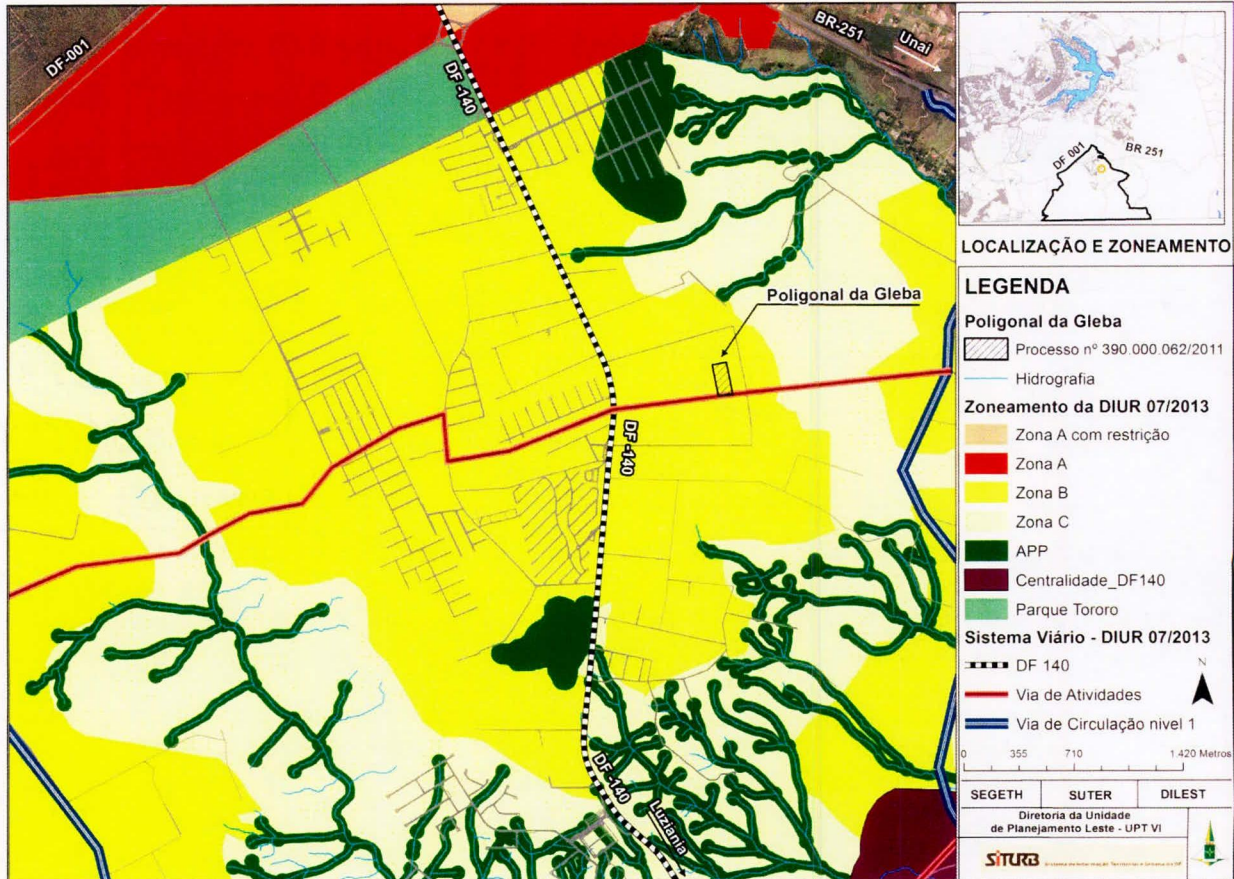 DF-001
DF -140
BR-251
Unaí
Poligonal da Gleba
DF -140
DF -140
Luziania
DF 001
BR 251
LOCALIZAÇÃO E ZONEAMENTO
LEGENDA
Poligonal da Gleba
Processo nº 390.000.062/2011
Hidrografia
Zoneamento da DIUR 07/2013
Zona A com restrição
Zona A
Zona B
Zona C
APP
Centralidade_DF140
Parque Tororo
Sistema Viário - DIUR 07/2013
DF 140
N
Via de Atividades
Via de Circulação nivel 1
0 355 710 1.420 Metros
SEGETH SUTER DILEST
Diretoria da Unidade
de Planejamento Leste - UPT VI
SiTURB